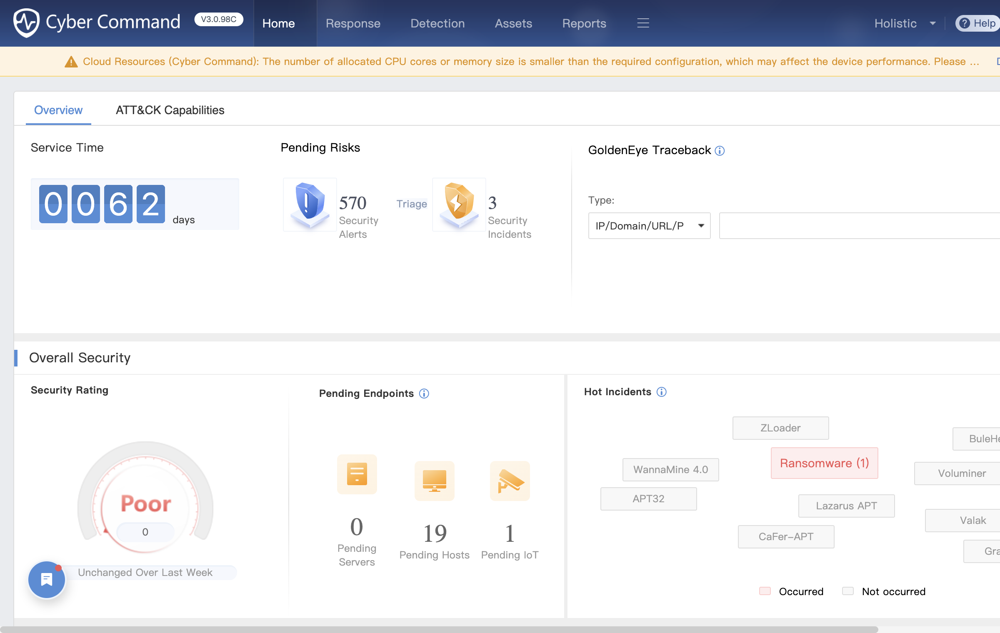 Cyber Command
V3.0.98C
Home
Response
Detection
Assets
Reports
Holistic
Help
Cloud Resources (Cyber Command): The number of allocated CPU cores or memory size is smaller than the required configuration, which may affect the device performance. Please ...
Overview
ATT&CK Capabilities
Service Time
Pending Risks
GoldenEye Traceback
0062
days
570
Security
Alerts
Triage
3
Security
Incidents
Type:
IP/Domain/URL/P
Overall Security
Security Rating
Pending Endpoints
Hot Incidents
Poor
0
Unchanged Over Last Week
0
Pending
Servers
19
Pending Hosts
1
Pending IoT
ZLoader
BuleHe
Ransomware (1)
WannaMine 4.0
Voluminer
APT32
Lazarus APT
Valak
CaFer-APT
Gra
Occurred
Not occurred